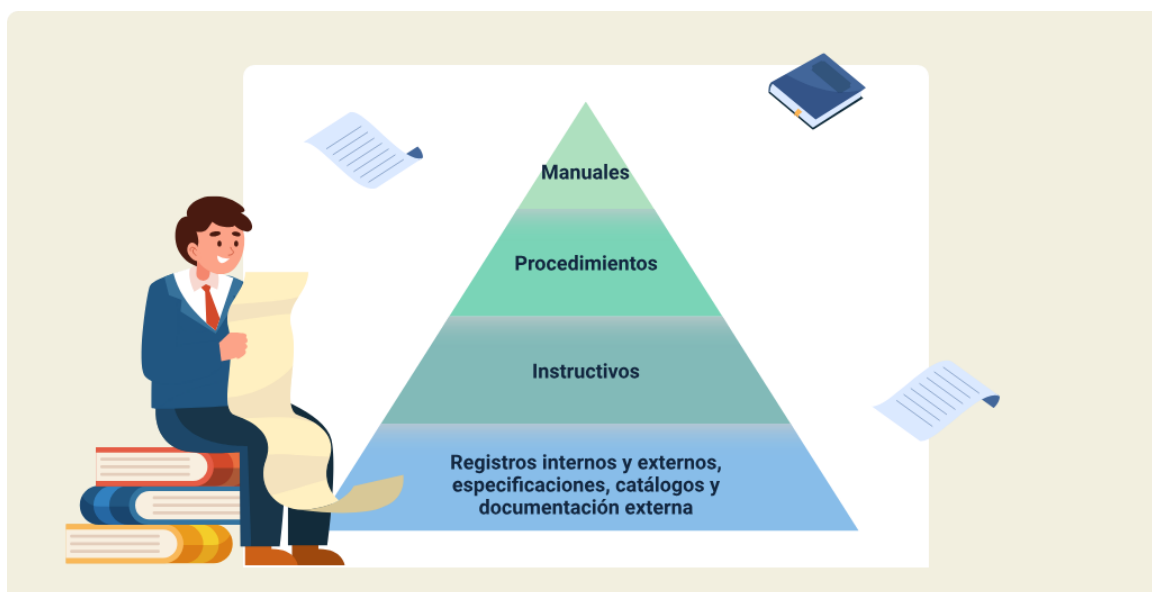 Manuales
Procedimientos
Instructivos
Registros internos y externos,
especificaciones, catálogos y
documentación externa